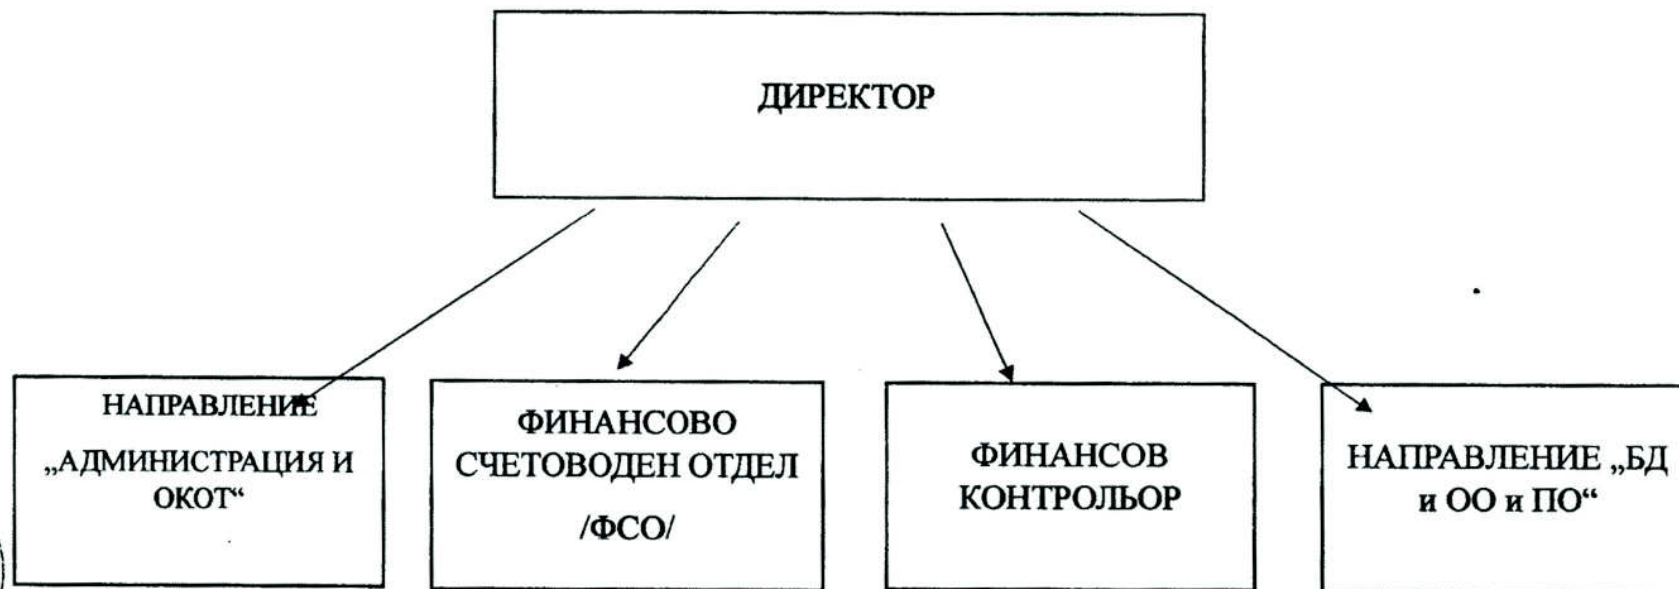 ДИРЕКТОР
НАПРАВЛЕНИЕ
„АДМИНИСТРАЦИЯ И
ОКОТ“
ФИНАНСОВО
СЧЕТОВОДЕН ОТДЕЛ
/ФСО/
ФИНАНСОВ
КОНТРОЛЬОР
НАПРАВЛЕНИЕ „БД
и ОО и ПО“